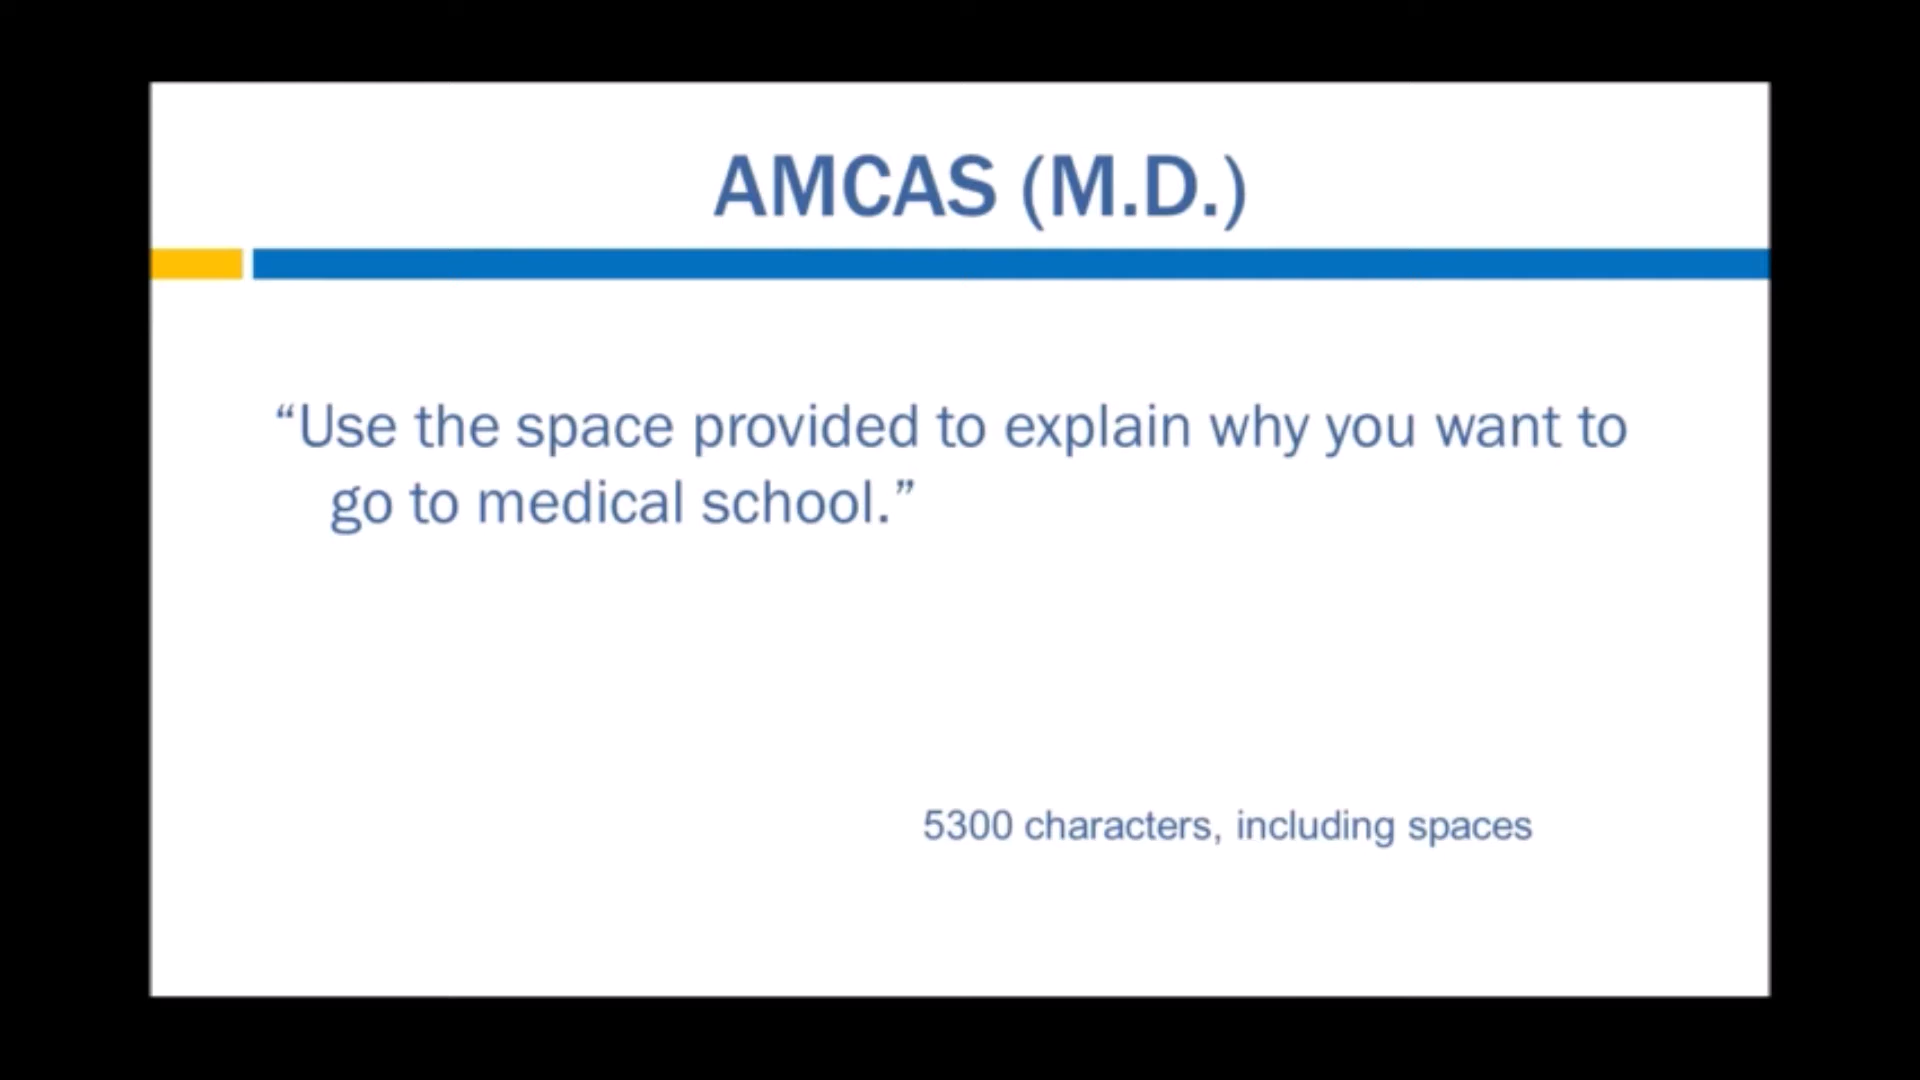 AMCAS (M.D.)
“Use the space provided to explain why you want to
go to medical school.”
5300 characters, including spaces